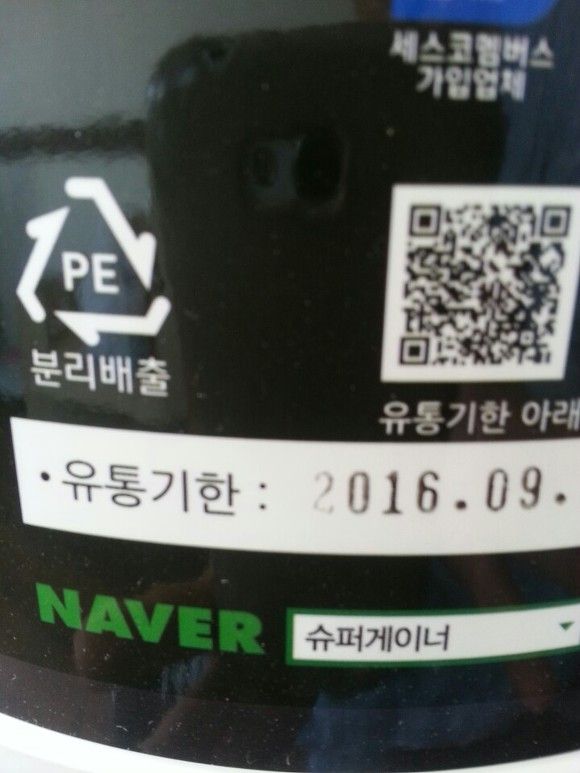 세스코멤버스
가입업체
PE
분리배출
유통기한 아래
• 유통기한 : 2016.09.
NAVER 슈퍼게이너